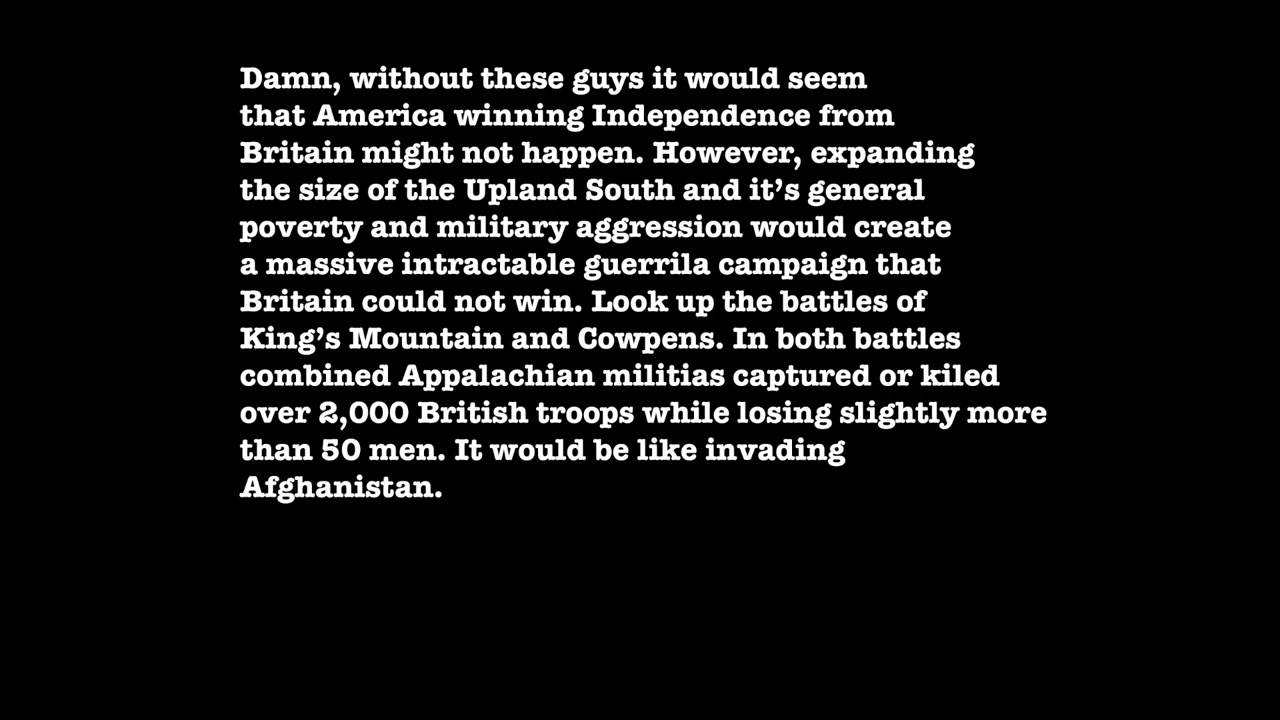 Damn, without these guys it would seem
that America winning Independence from
Britain might not happen. However, expanding
the size of the Upland South and it’s general
poverty and military aggression would create
a massive intractable guerrila campaign that
Britain could not win. Look up the battles of
King’s Mountain and Cowpens. In both battles
combined Appalachian militias captured or kiled
over 2,000 British troops while losing slightly more
than 50 men. It would be like invading
Afghanistan.